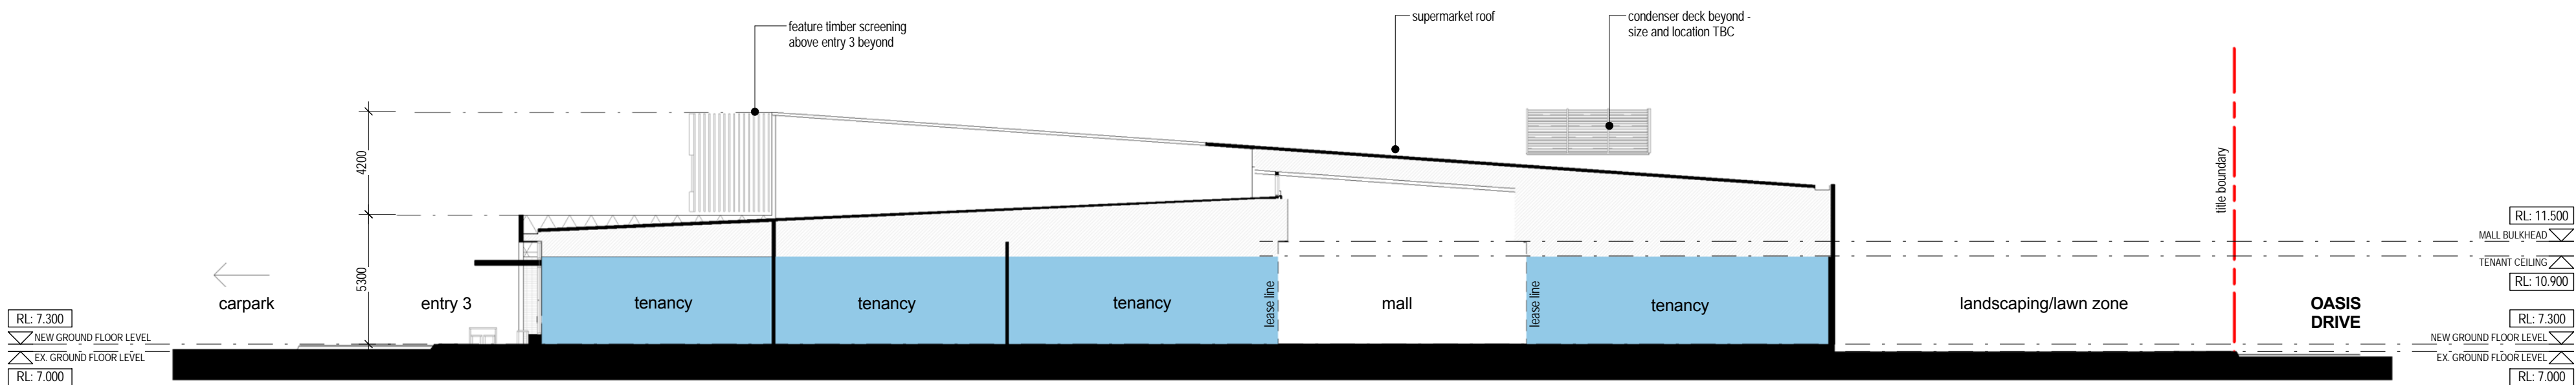 feature timber screening
above entry 3 beyond
supermarket roof
condenser deck beyond -
size and location TBC
4200
5300
title boundary
RL: 11.500
MALL BULKHEAD
TENANT CEILING
RL: 10.900
carpark
entry 3
tenancy
tenancy
tenancy
lease line
mall
lease line
tenancy
landscaping/lawn zone
OASIS
DRIVE
RL: 7.300
NEW GROUND FLOOR LEVEL
EX. GROUND FLOOR LEVEL
RL: 7.000
RL: 7.300
NEW GROUND FLOOR LEVEL
EX. GROUND FLOOR LEVEL
RL: 7.000